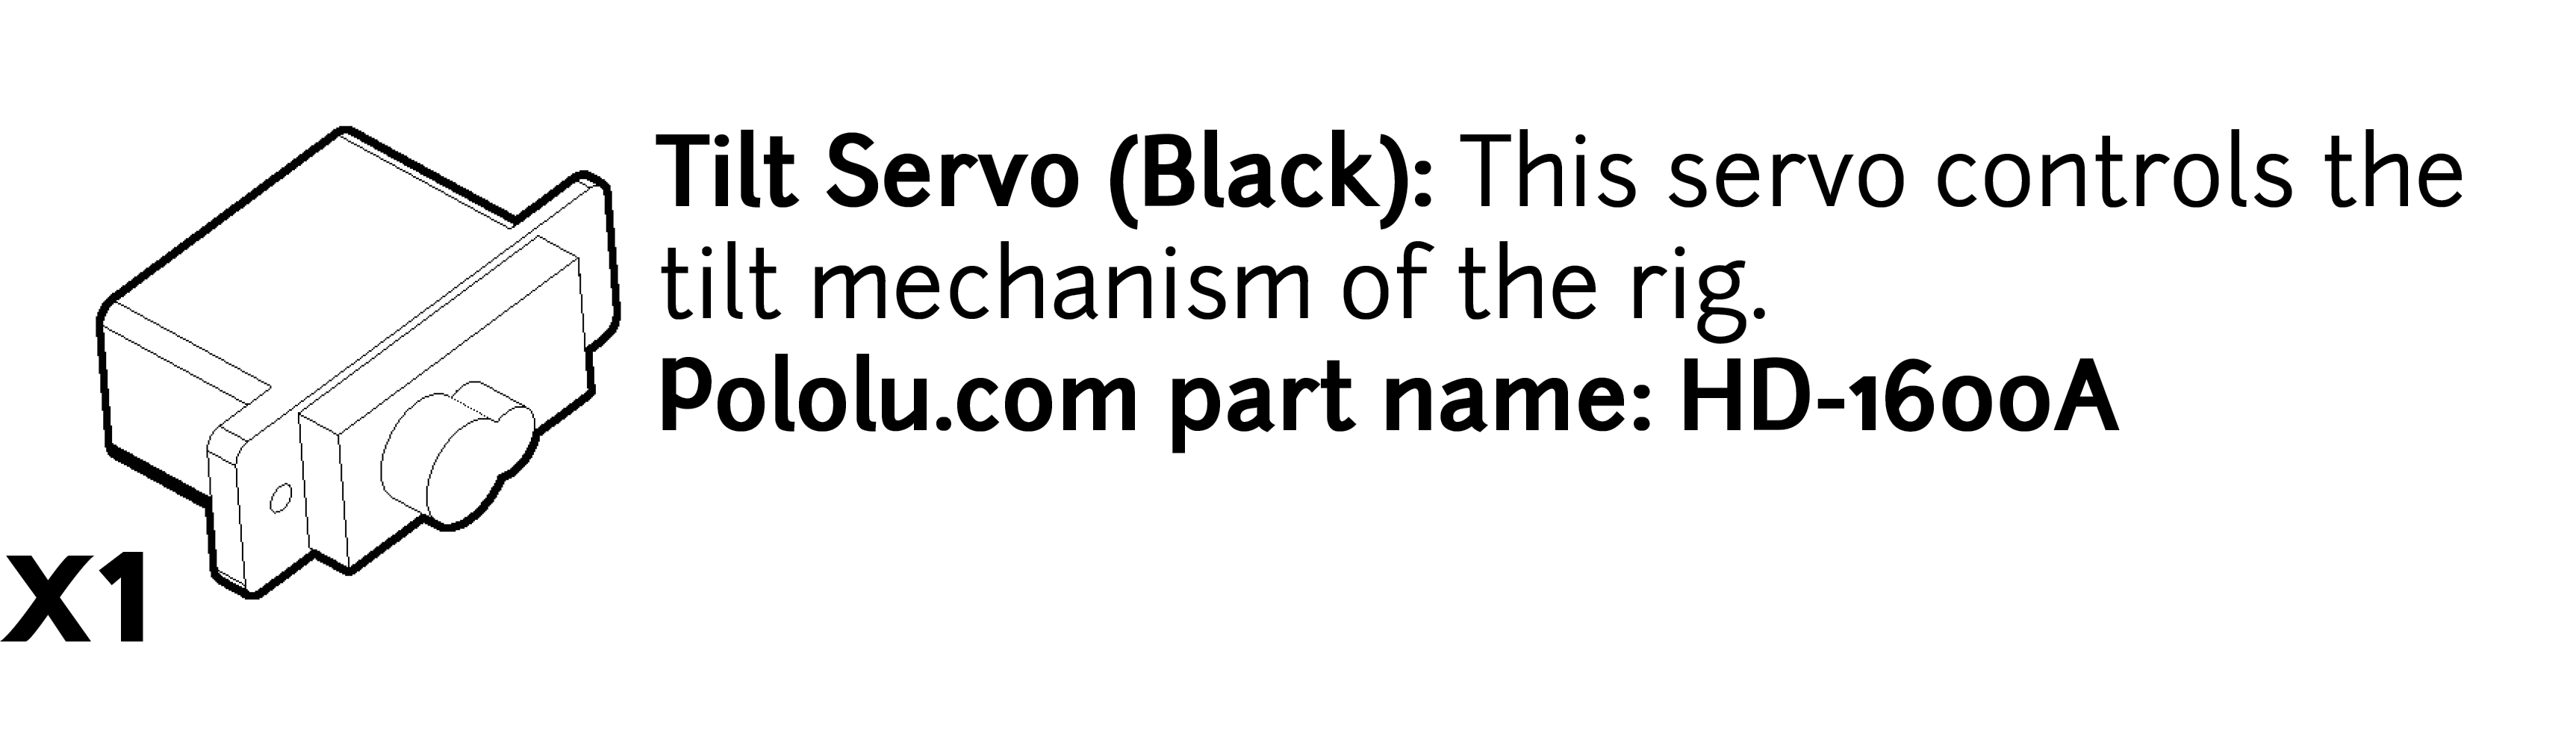 Tilt Servo (Black): This servo controls the
tilt mechanism of the rig.
Pololu.com part name: HD-1600A
X1